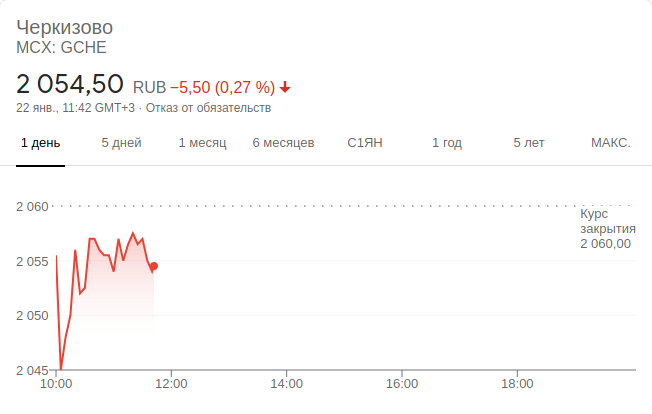 Черкизово
MCX: GCHE
2 054,50 RUB −5,50 (0,27 %)
22 янв., 11:42 GMT+3 · Отказ от обязательств
1 день 5 дней 1 месяц 6 месяцев С1ЯН 1 год 5 лет МАКС.
2 060
Курс
закрытия
2 060,00
2 055
2 050
2 045
10:00 12:00 14:00 16:00 18:00